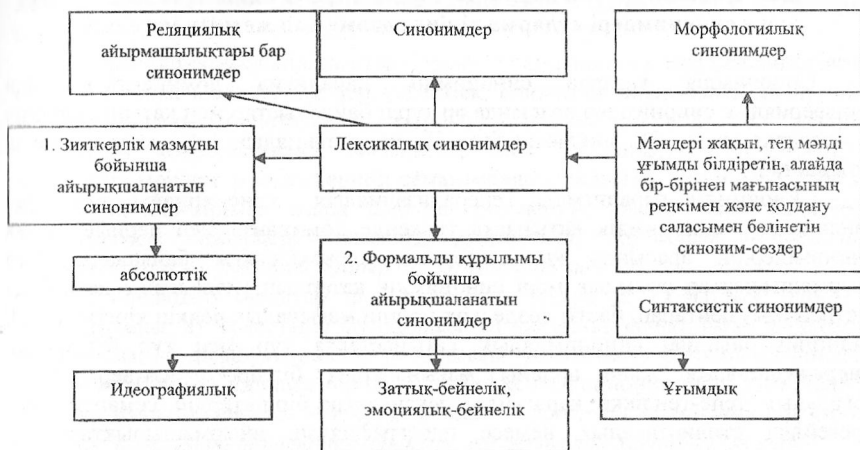 Реляциялық
айырмашылықтары бар
синонимдер
Синонимдер
Морфологиялық
синонимдер
1. Зияткерлік мазмұны
бойынша
айырықшаланатын
синонимдер
Лексикалық синонимдер
Мәндері жақын, тең мәнді
ұғымды білдіретін, алайда
бір-бірінен мағынасының
реңкімен және қолдану
саласымен бөлінетін
синоним-сөздер
абсолюттік
2. Формальды құрылымы
бойынша
айырықшаланатын
синонимдер
Синтаксистік синонимдер
Идеографиялық
Заттық-бейнелік,
эмоциялық-бейнелік
Ұғымдық